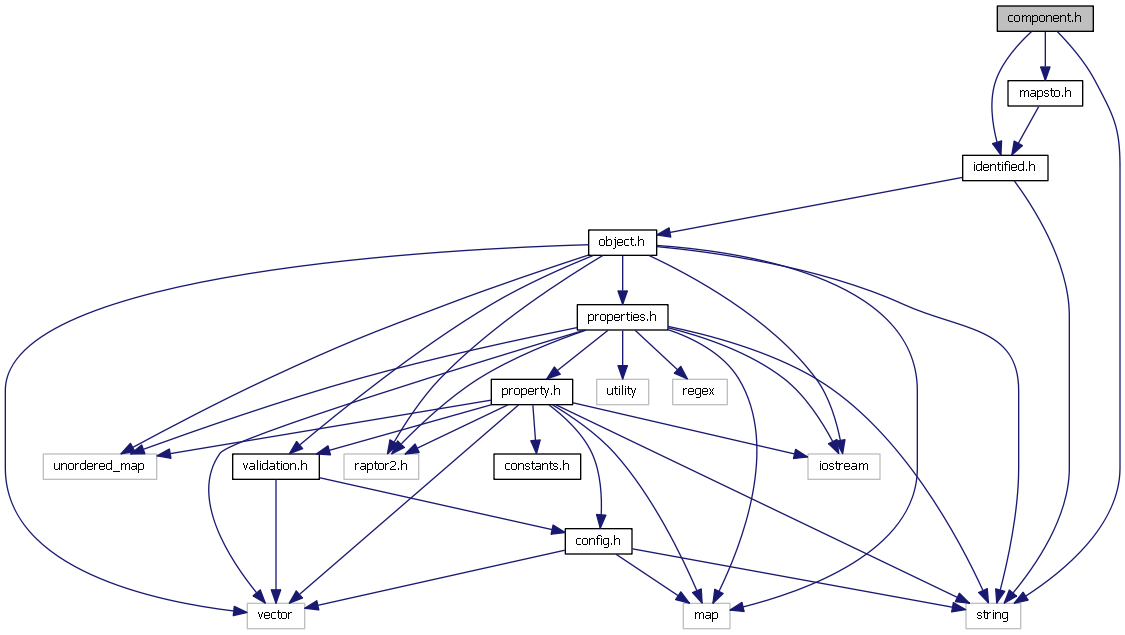 component.h
mapsto.h
identified.h
object.h
properties.h
property.h
utility
regex
unordered_map
validation.h
raptor2.h
constants.h
iostream
config.h
vector
map
string